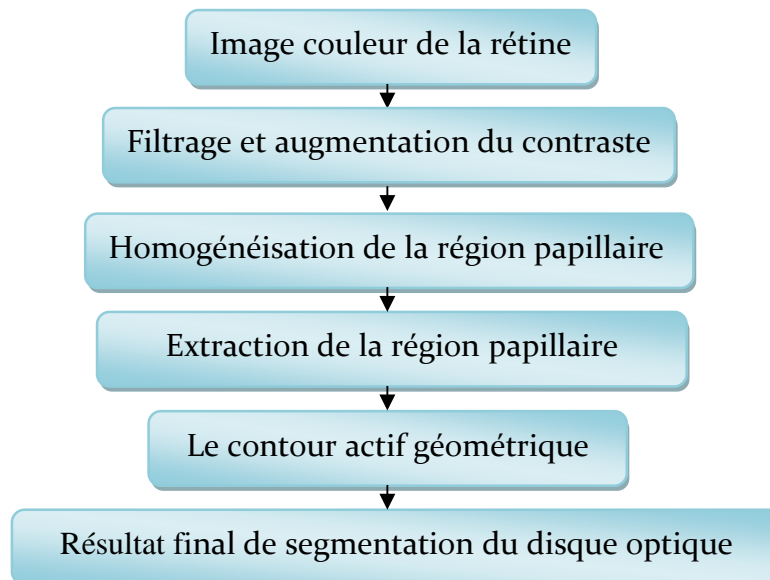 Image couleur de la rétine
Filtrage et augmentation du contraste
Homogénéisation de la région papillaire
Extraction de la région papillaire
Le contour actif géométrique
Résultat final de segmentation du disque optique